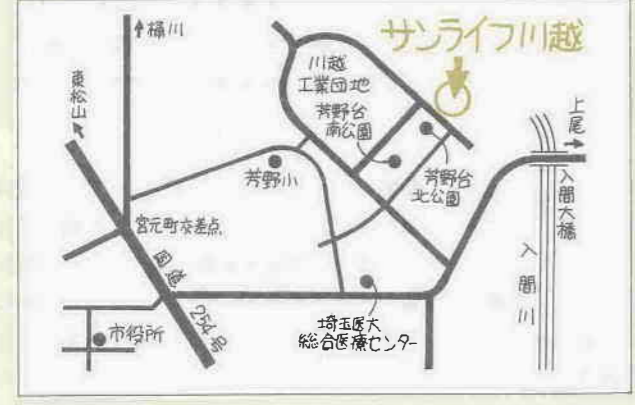 ↑桶川
サンライフ川越
川越
工業団地
東松山
芳野台
南公園
上尾
芳野小
芳野台
北公園
入間大橋
宮元町交差点
国道
254号
入間川
市役所
埼玉医大
総合医療センター